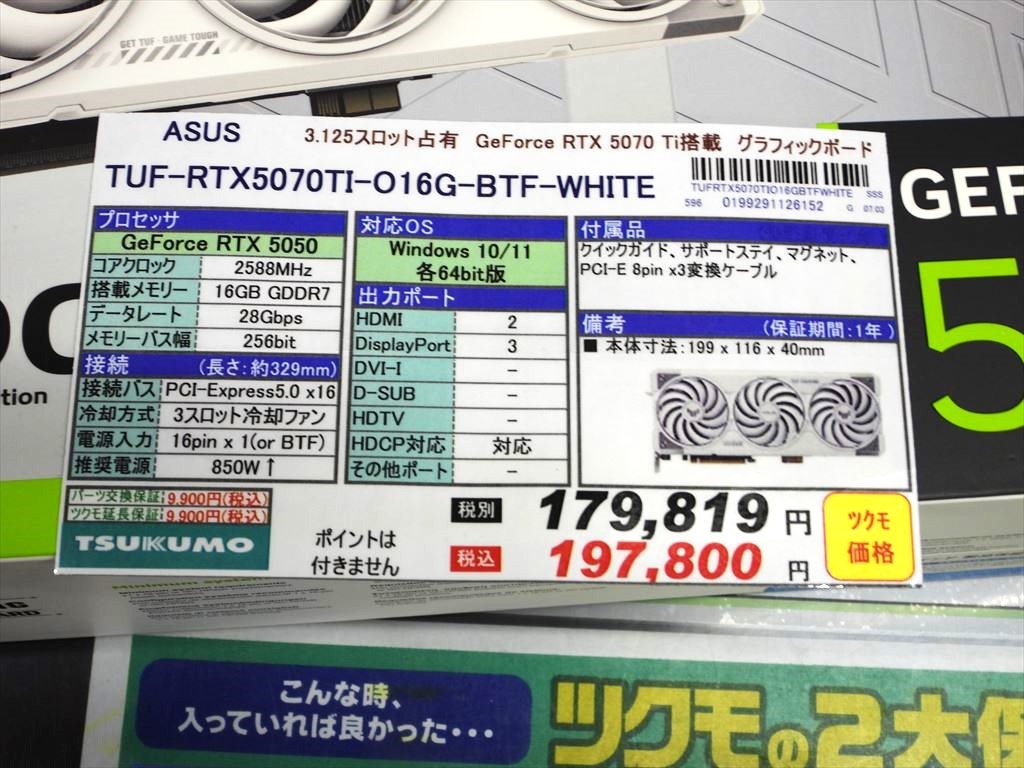 GET TUF - GAME TOUGH
ASUS
3.125スロット占有 GeForce RTX 5070 Ti搭載 グラフィックボード
TUF-RTX5070TI-O16G-BTF-WHITE
TUFRTX5070TIO16GBTFWHITE SSS
596 0199291126152 G 07.03
プロセッサ
GeForce RTX 5050
コアクロック 2588MHz
搭載メモリー 16GB GDDR7
データレート 28Gbps
メモリーバス幅 256bit
接続 (長さ:約329mm)
接続バス PCI-Express5.0 x16
冷却方式 3スロット冷却ファン
電源入力 16pin x 1(or BTF)
推奨電源 850W↑
対応OS
Windows 10/11
各64bit版
出力ポート
HDMI 2
DisplayPort 3
DVI-I -
D-SUB -
HDTV -
HDCP対応 対応
その他ポート -
付属品
クイックガイド、サポートステイ、マグネット、
PCI-E 8pin x3変換ケーブル
備考 (保証期間:1年)
■ 本体寸法:199 x 116 x 40mm
パーツ交換保証 9,900円(税込)
ツクモ延長保証 9,900円(税込)
TSUKUMO
ポイントは
付きません
税別 179,819 円
税込 197,800 円
ツクモ
価格
GEF
5
tion
Minimum system
こんな時、
入っていれば良かった・・・
ツクモの2大保